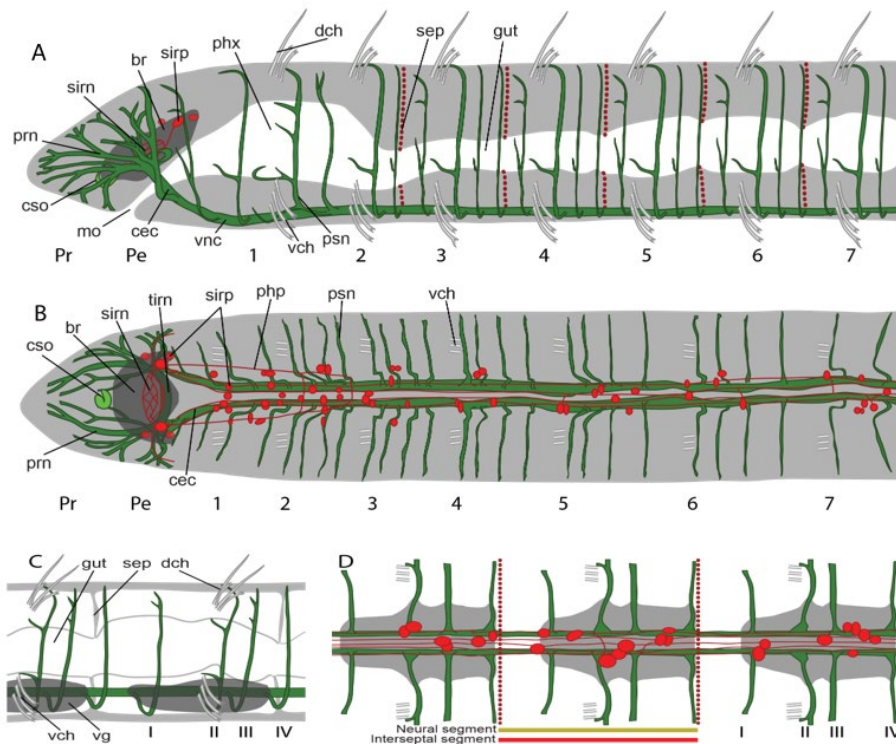 A
dch
phx
sep
gut
br
sirp
sirn
prn
cso
mo
cec
vnc
vch
psn
Pr Pe 1 2 3 4 5 6 7
B
tirn
sirp
php
psn
vch
sirn
br
cso
prn
cec
Pr Pe 1 2 3 4 5 6 7
C
gut sep dch
vch vg I II III IV
D
Neural segment
Interseptal segment
I II III IV